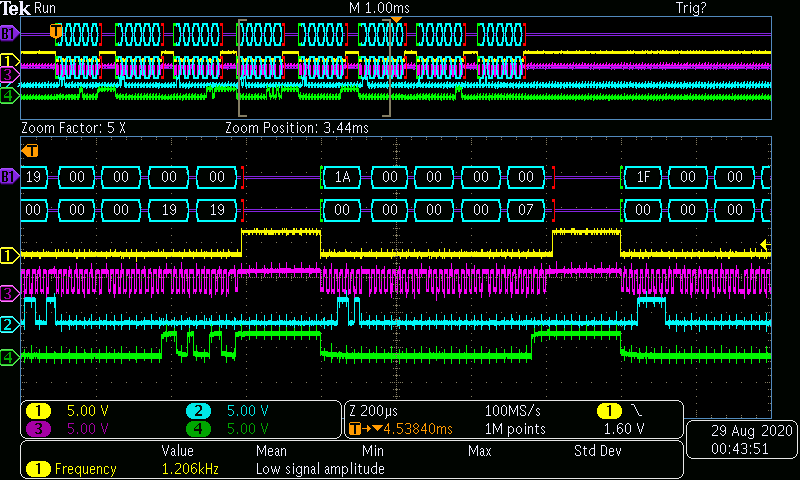 Tek Run M 1.00ms Trig?
B1
T
1
3
2
4
Zoom Factor: 5 X Zoom Position: 3.44ms
T
B1 19 00 00 00 00 1A 00 00 00 00 1F 00 00
00 00 00 19 19 00 00 00 00 07 00 00 00
1
3
2
4
1 5.00 V 2 5.00 V Z 200µs 100MS/s 1
3 5.00 V 4 5.00 V T 4.53840ms 1M points 1.60 V
29 Aug 2020
00:43:51
Value Mean Min Max Std Dev
1 Frequency 1.206kHz Low signal amplitude